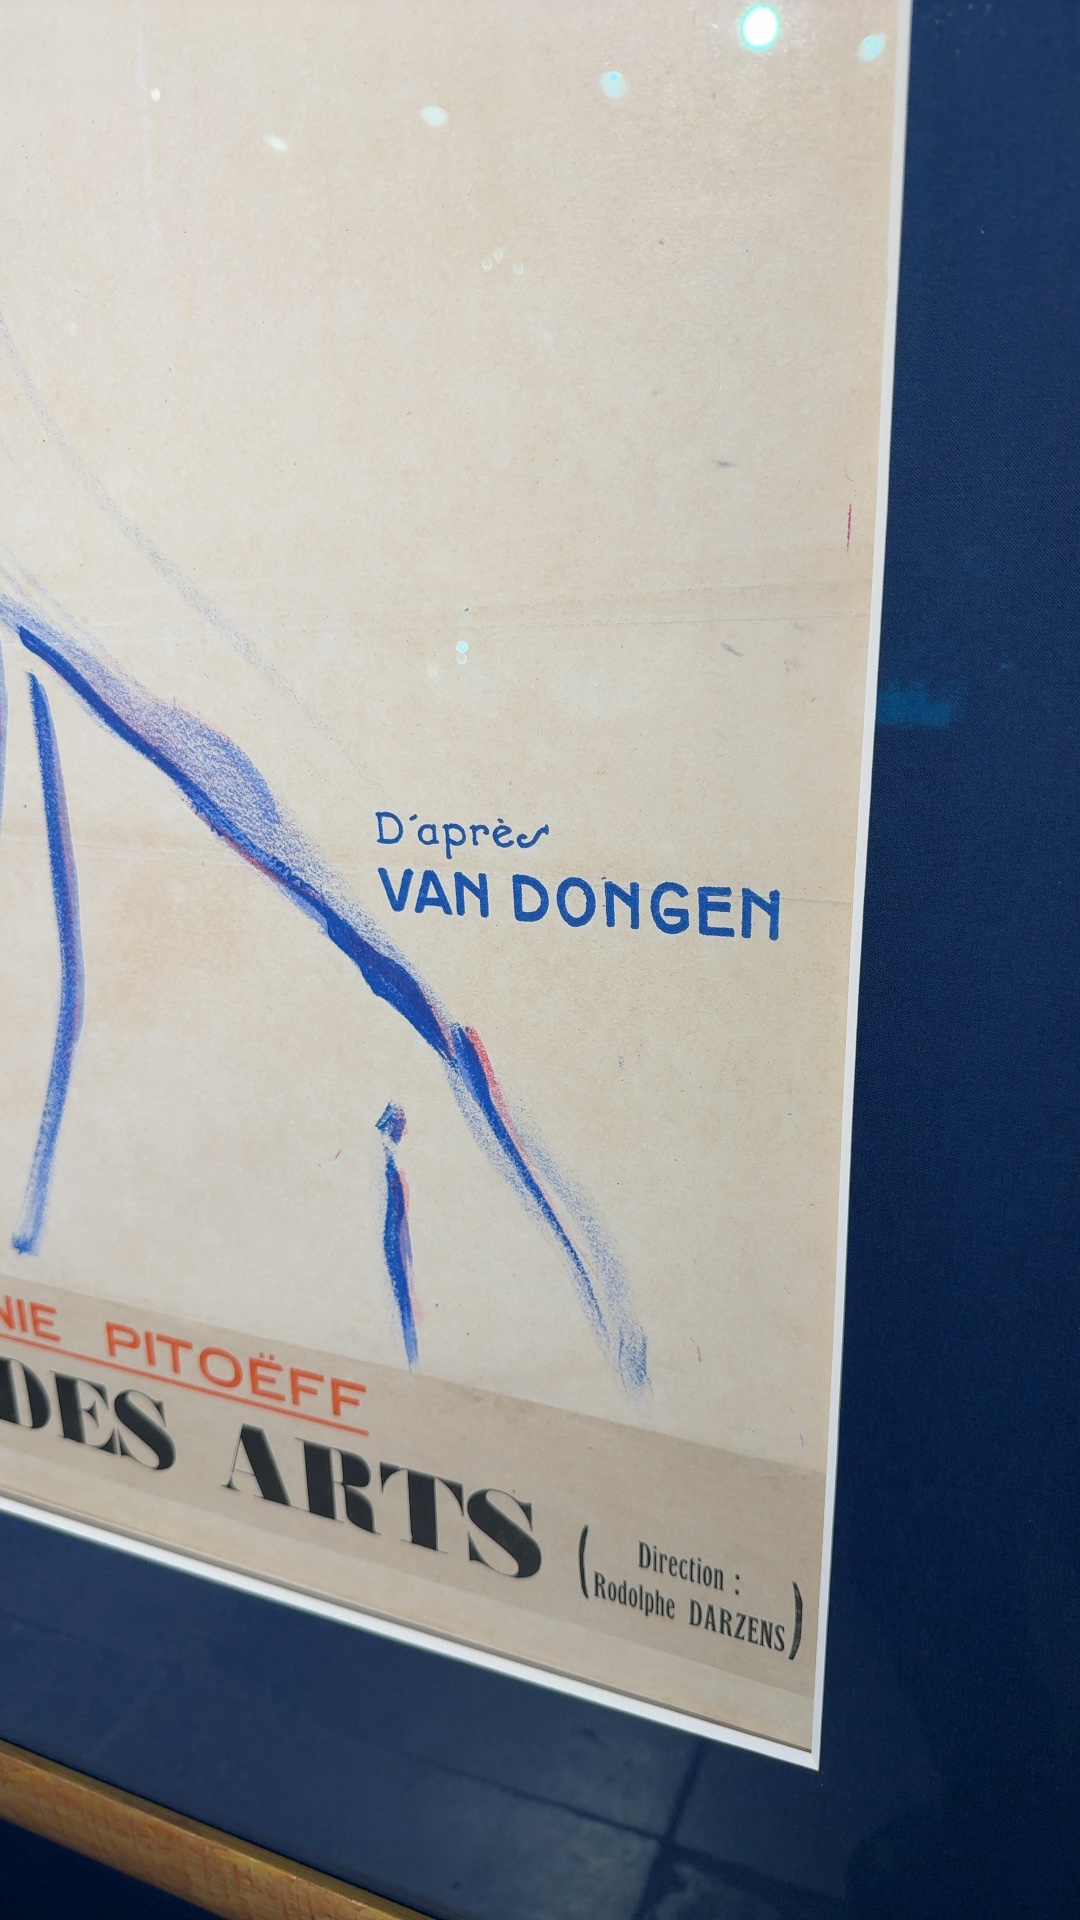 D'après
VAN DONGEN
NIE PITOËFF
DES ARTS
(Direction :
Rodolphe DARZENS)